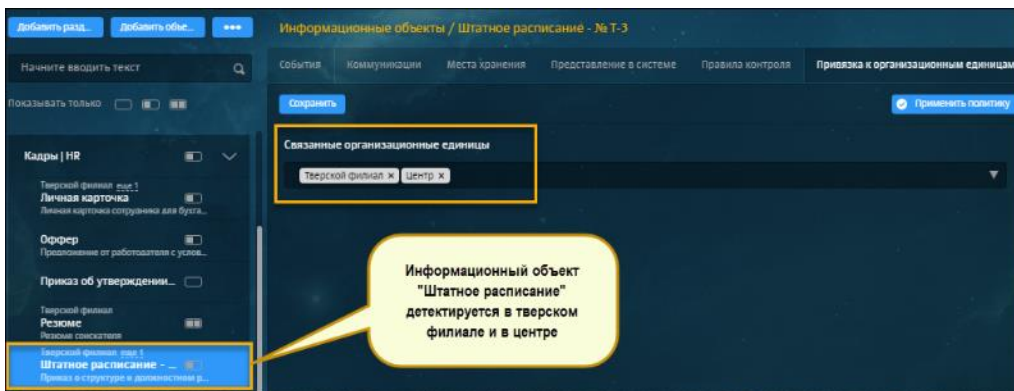 Добавить разд...
Добавить объе...
•••
Информационные объекты / Штатное расписание - № Т-3
Начните вводить текст
События
Коммуникации
Места хранения
Представление в системе
Правила контроля
Привязка к организационным единицам
Показывать только
Сохранить
Применить политику
Связанные организационные единицы
Тверской филиал ×
Центр ×
Кадры | HR
Тверской филиал еще 1
Личная карточка
Личная карточка сотрудника для бухга...
Оффер
Предложение от работодателя с услов...
Приказ об утверждении...
Тверской филиал
Резюме
Резюме соискателя
Тверской филиал еще 1
Штатное расписание - ...
Приказ о структуре и должностном р...
Информационный объект
"Штатное расписание"
детектируется в тверском
филиале и в центре